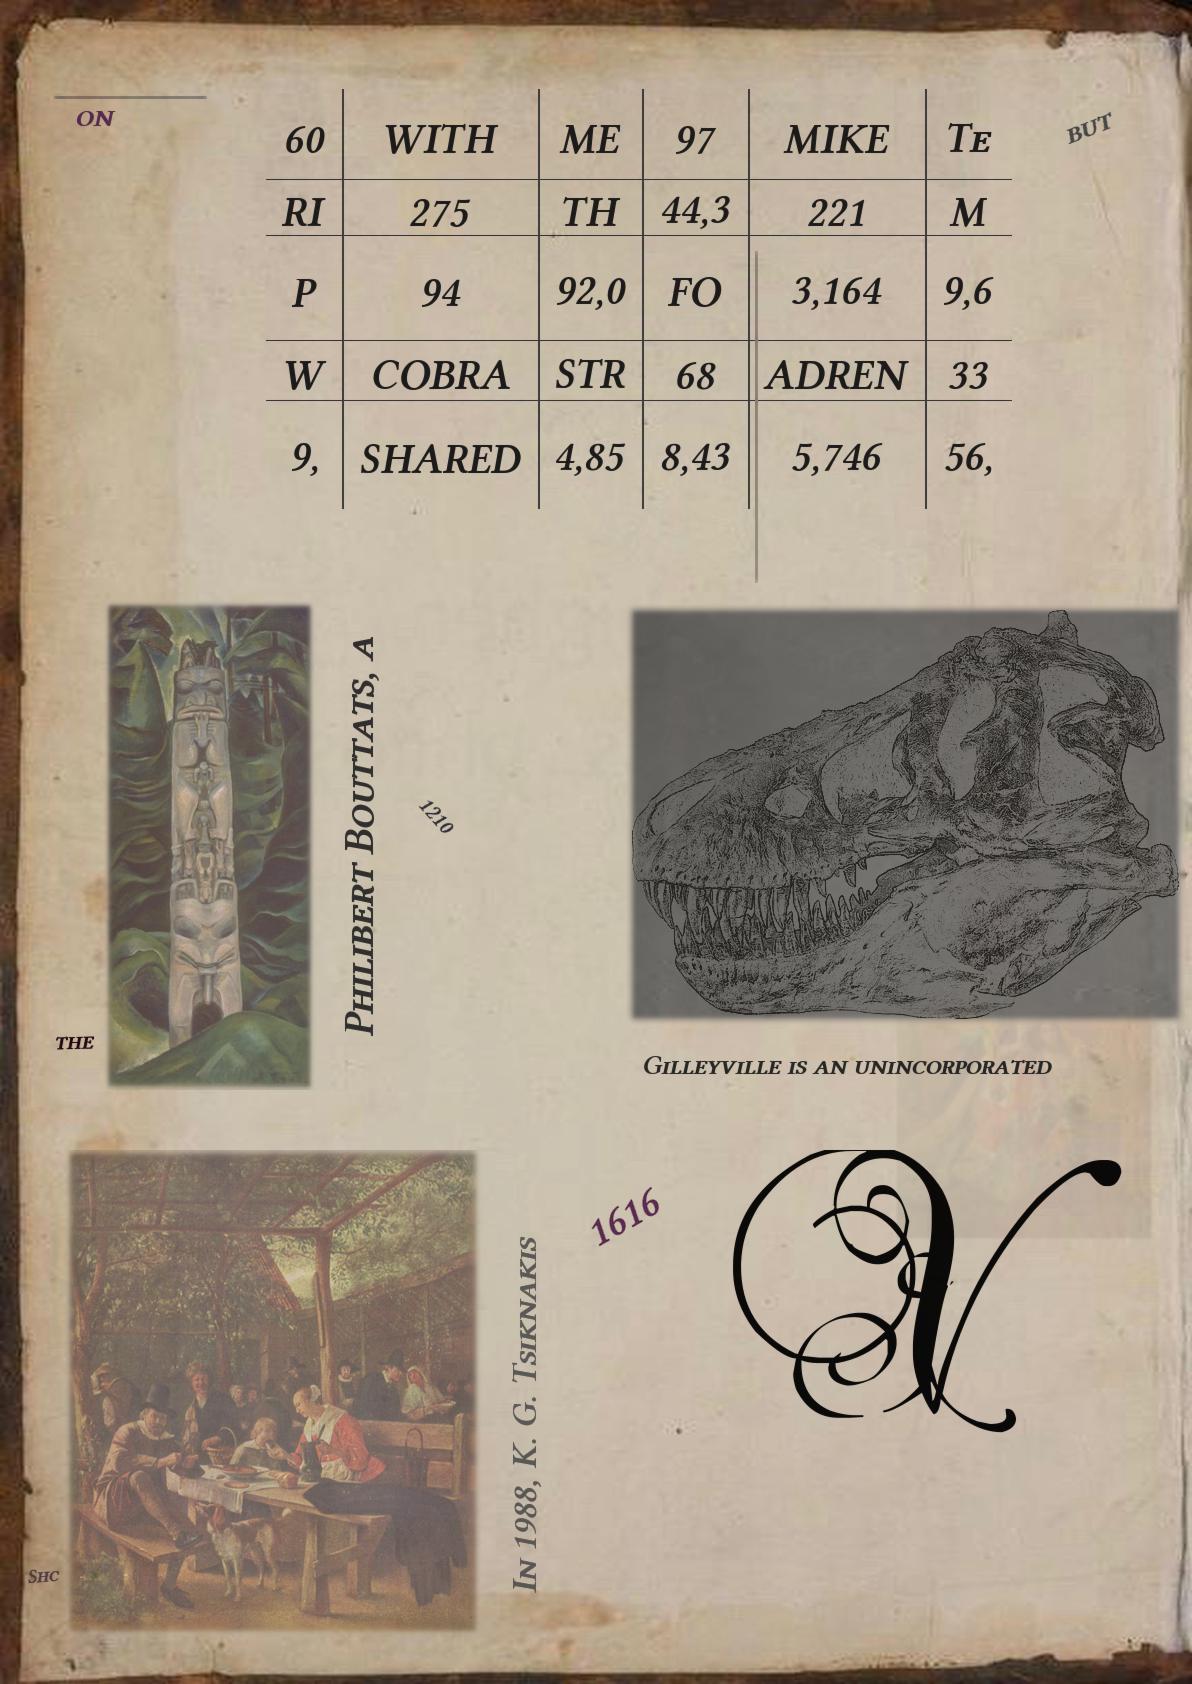 ON
BUT
60 WITH ME 97 MIKE TE
RI 275 TH 44,3 221 M
P 94 92,0 FO 3,164 9,6
W COBRA STR 68 ADREN 33
9, SHARED 4,85 8,43 5,746 56,
PHILIBERT BOUTTATS, A
1210
THE
GILLEYVILLE IS AN UNINCORPORATED
1616
IN 1988, K. G. TSIKNAKIS
SHC